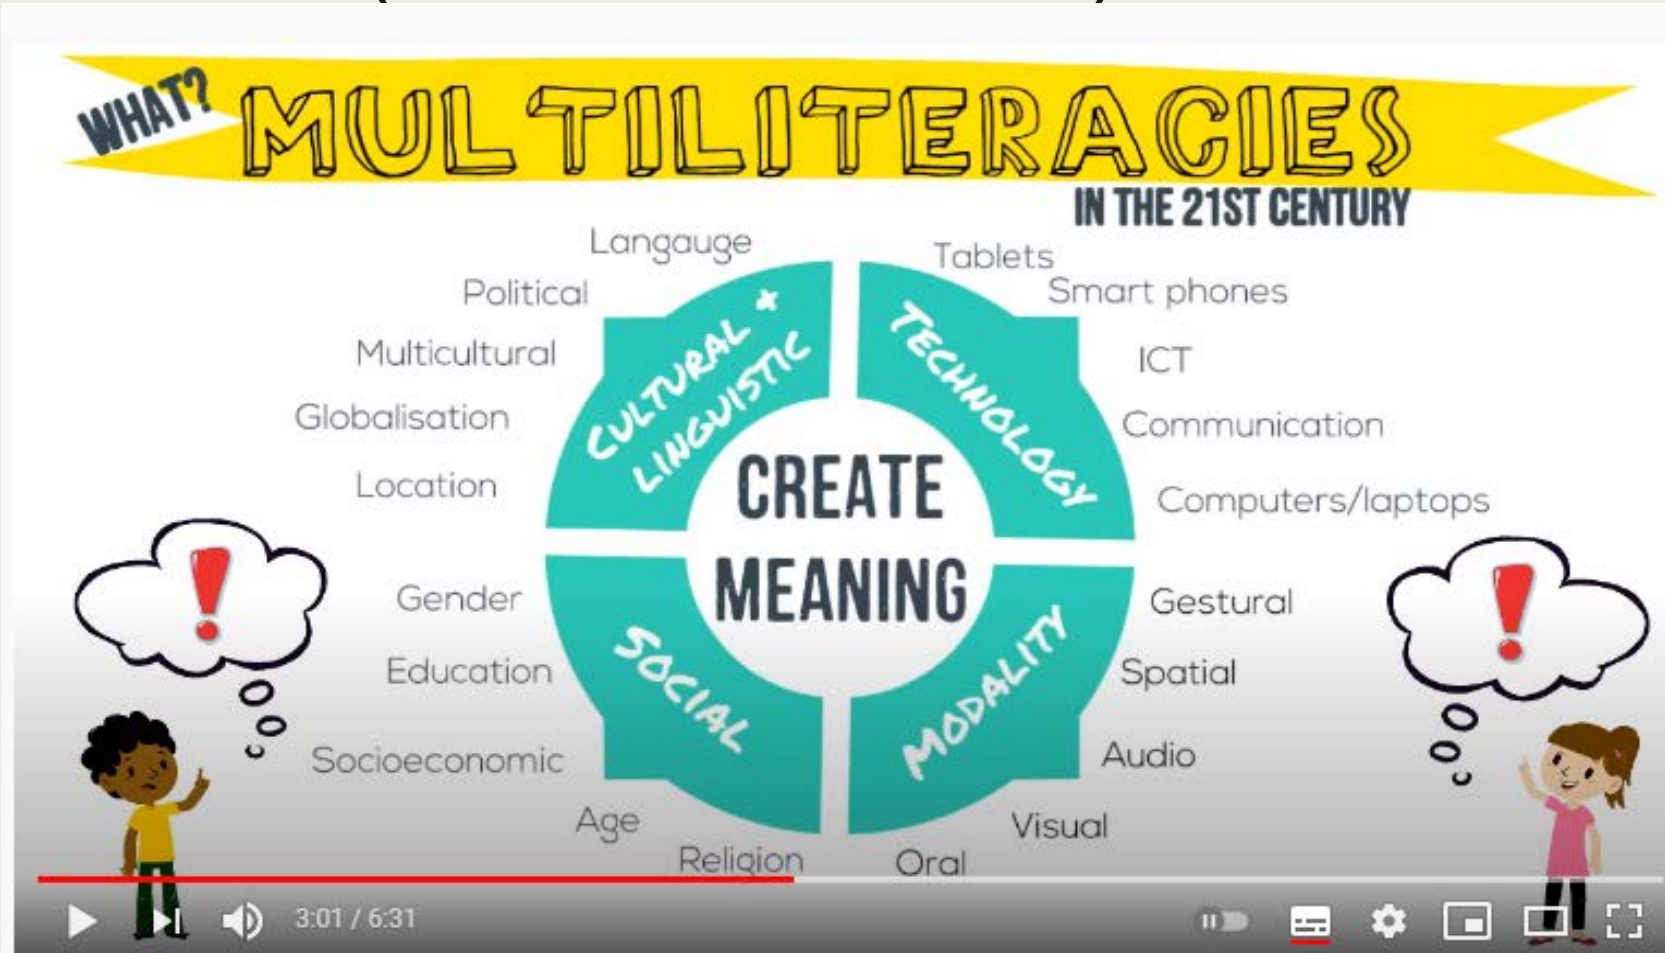 WHAT?
MULTILITERACIES
IN THE 21ST CENTURY
Langauge
Political
Multicultural
Globalisation
Location
CULTURAL +
LINGUISTIC
Tablets
Smart phones
ICT
Communication
Computers/laptops
TECHNOLOGY
CREATE
MEANING
Gender
Education
Socioeconomic
Age
Religion
SOCIAL
MODALITY
Gestural
Spatial
Audio
Visual
Oral
3:01 / 6:31